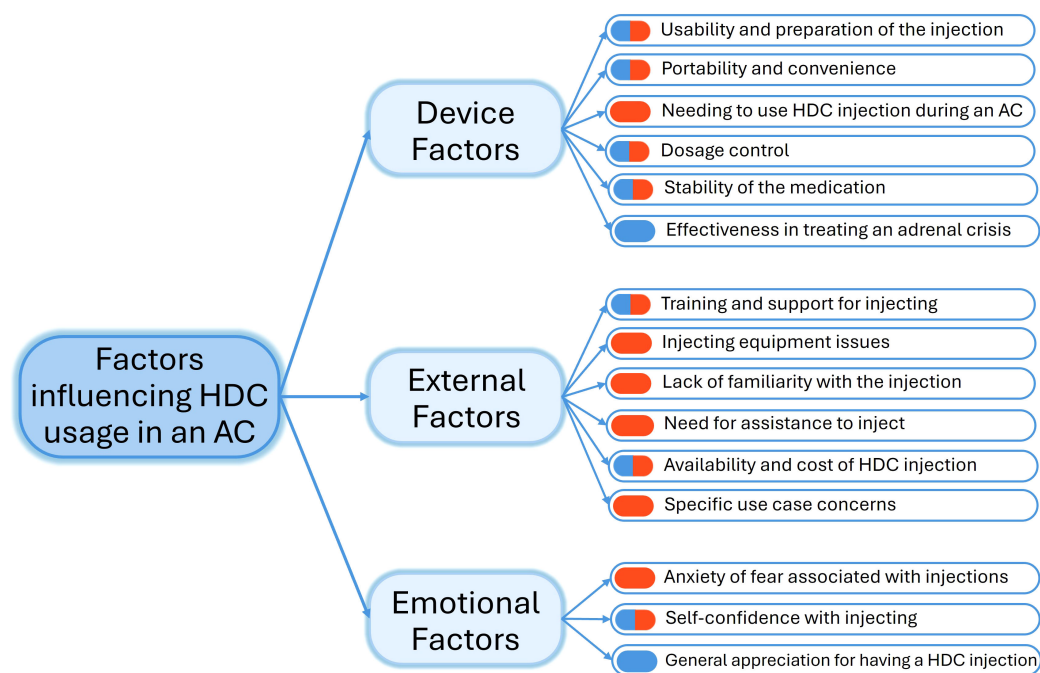 Factors
influencing HDC
usage in an AC
Device
Factors
Usability and preparation of the injection
Portability and convenience
Needing to use HDC injection during an AC
Dosage control
Stability of the medication
Effectiveness in treating an adrenal crisis
External
Factors
Training and support for injecting
Injecting equipment issues
Lack of familiarity with the injection
Need for assistance to inject
Availability and cost of HDC injection
Specific use case concerns
Emotional
Factors
Anxiety of fear associated with injections
Self-confidence with injecting
General appreciation for having a HDC injection